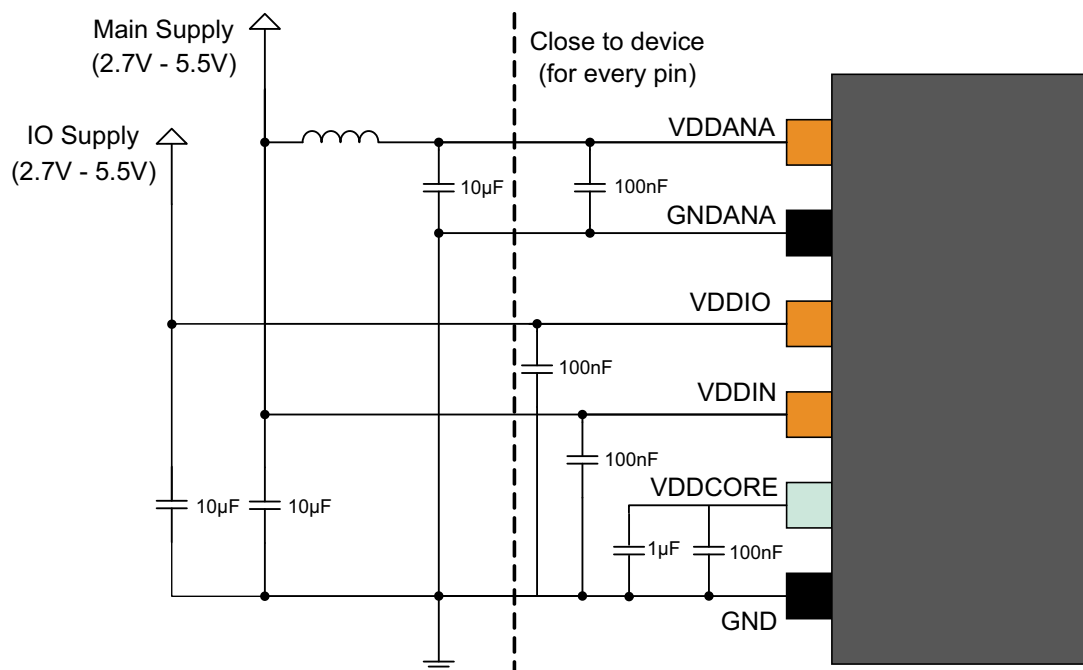 Main Supply
(2.7V - 5.5V)
Close to device
(for every pin)
IO Supply
(2.7V - 5.5V)
VDDANA
10µF
100nF
GNDANA
VDDIO
100nF
VDDIN
100nF
VDDCORE
10µF
10µF
1µF
100nF
GND